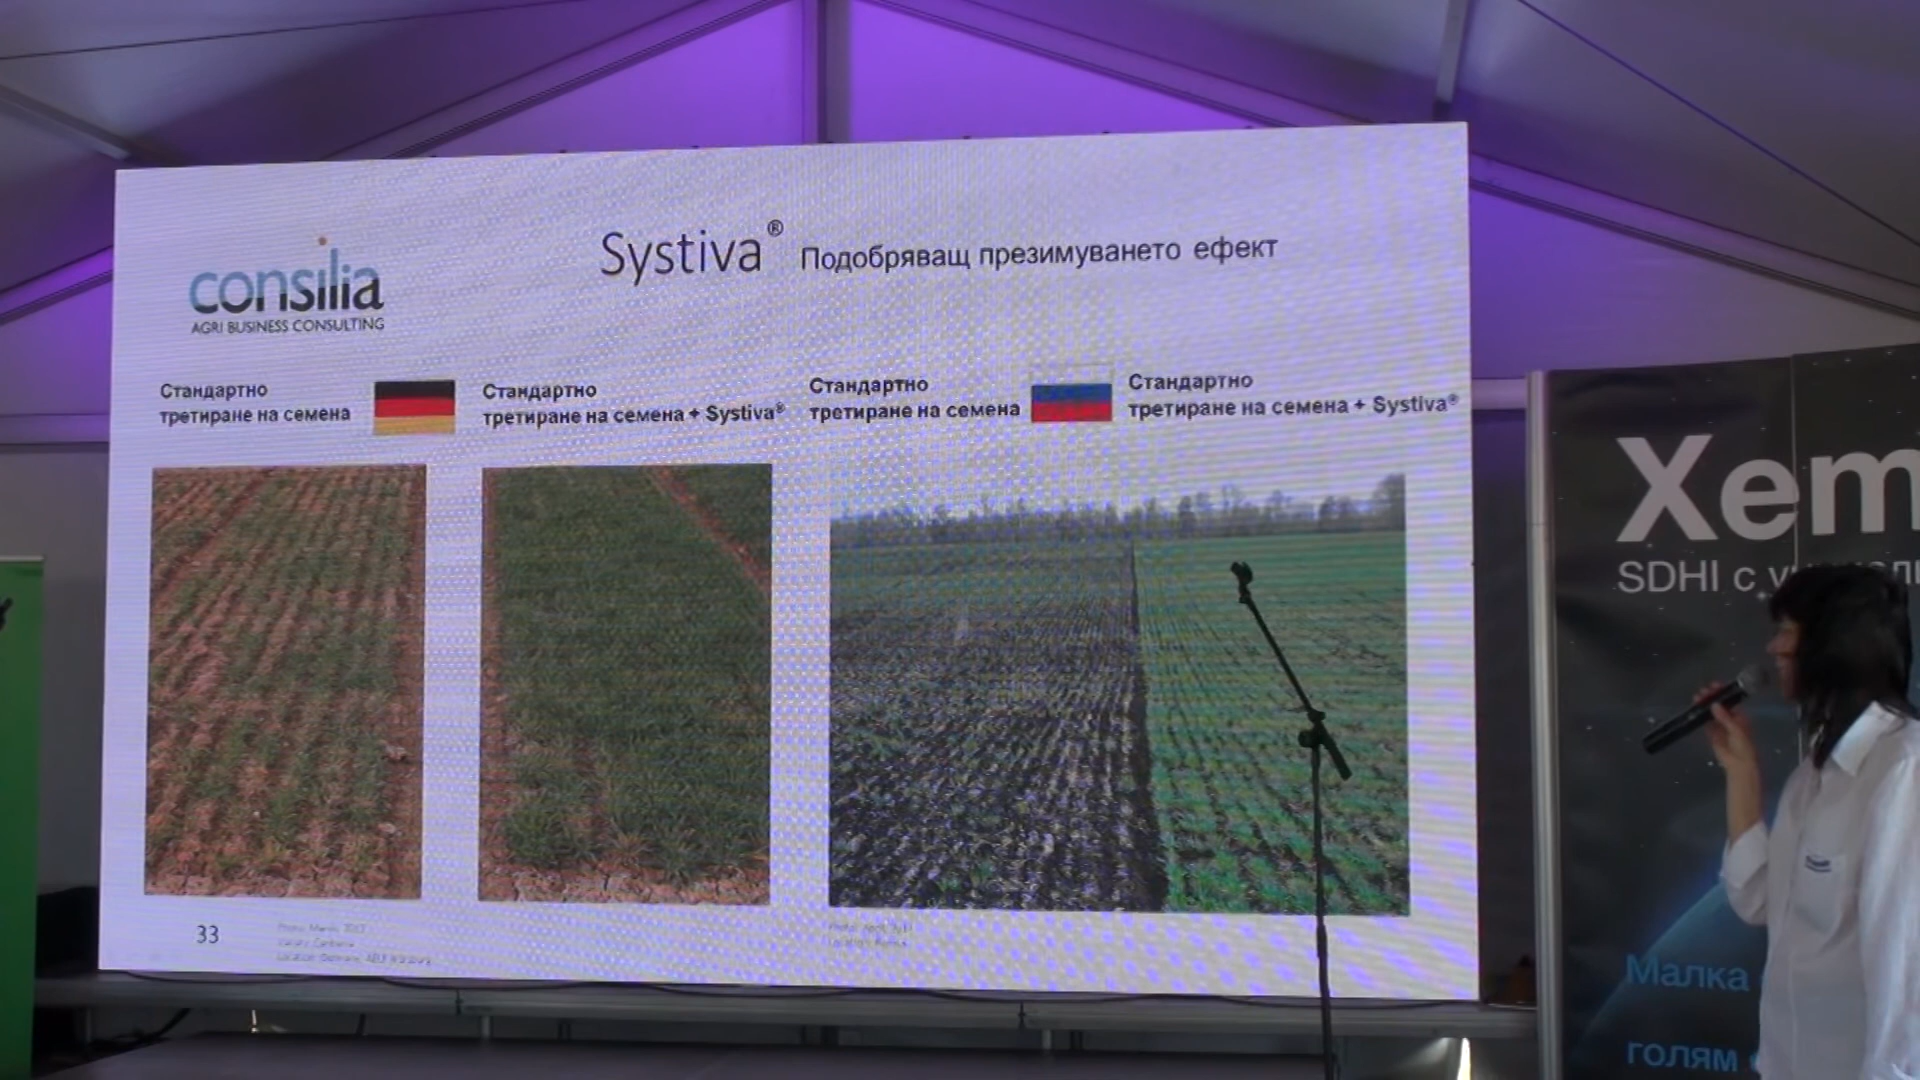 consilia
AGRI BUSINESS CONSULTING
Systiva® Подобряващ презимуването ефект
Стандартно
третиране на семена
Стандартно
третиране на семена + Systiva®
Стандартно
третиране на семена
Стандартно
третиране на семена + Systiva®
33
Xem
SDHI с
Малка
голям